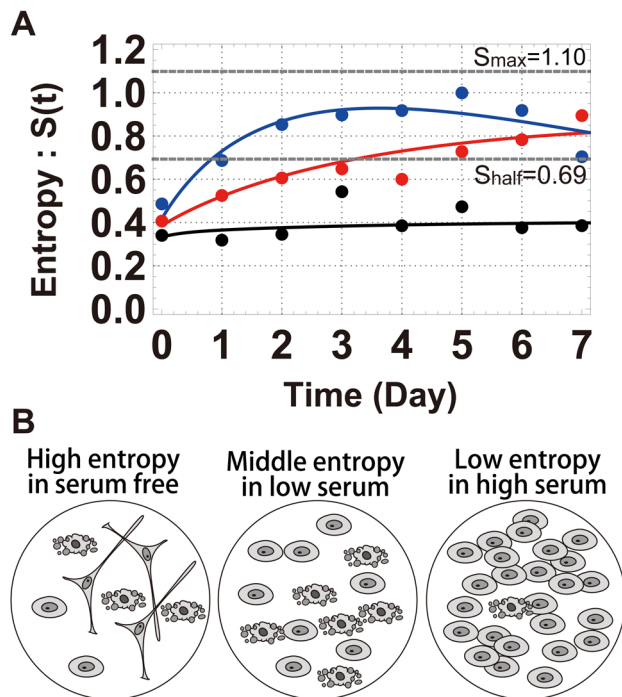 A
Entropy : S(t)
1.2
1.0
0.8
0.6
0.4
0.2
0.0
Smax=1.10
Shalf=0.69
0 1 2 3 4 5 6 7
Time (Day)
B
High entropy
in serum free
Middle entropy
in low serum
Low entropy
in high serum